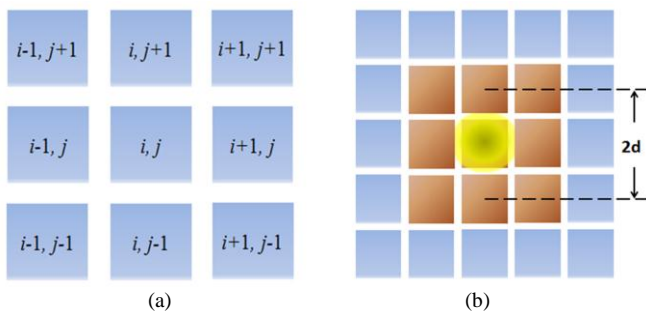 i-1, j+1 i, j+1 i+1, j+1
i-1, j i, j i+1, j
i-1, j-1 i, j-1 i+1, j-1
2d
(a) (b)